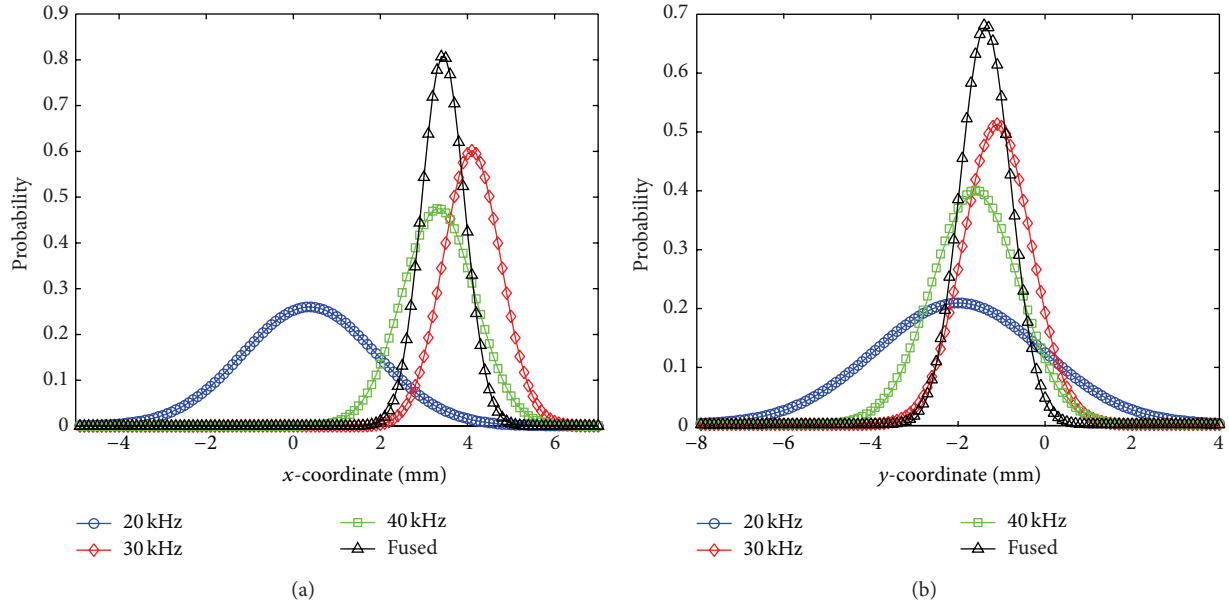 0.9
0.8
0.7
0.6
0.5
0.4
0.3
0.2
0.1
0
Probability
−4 −2 0 2 4 6
x-coordinate (mm)
20 kHz
30 kHz
40 kHz
Fused
(a)
0.7
0.6
0.5
0.4
0.3
0.2
0.1
0
Probability
−8 −6 −4 −2 0 2 4
y-coordinate (mm)
20 kHz
30 kHz
40 kHz
Fused
(b)